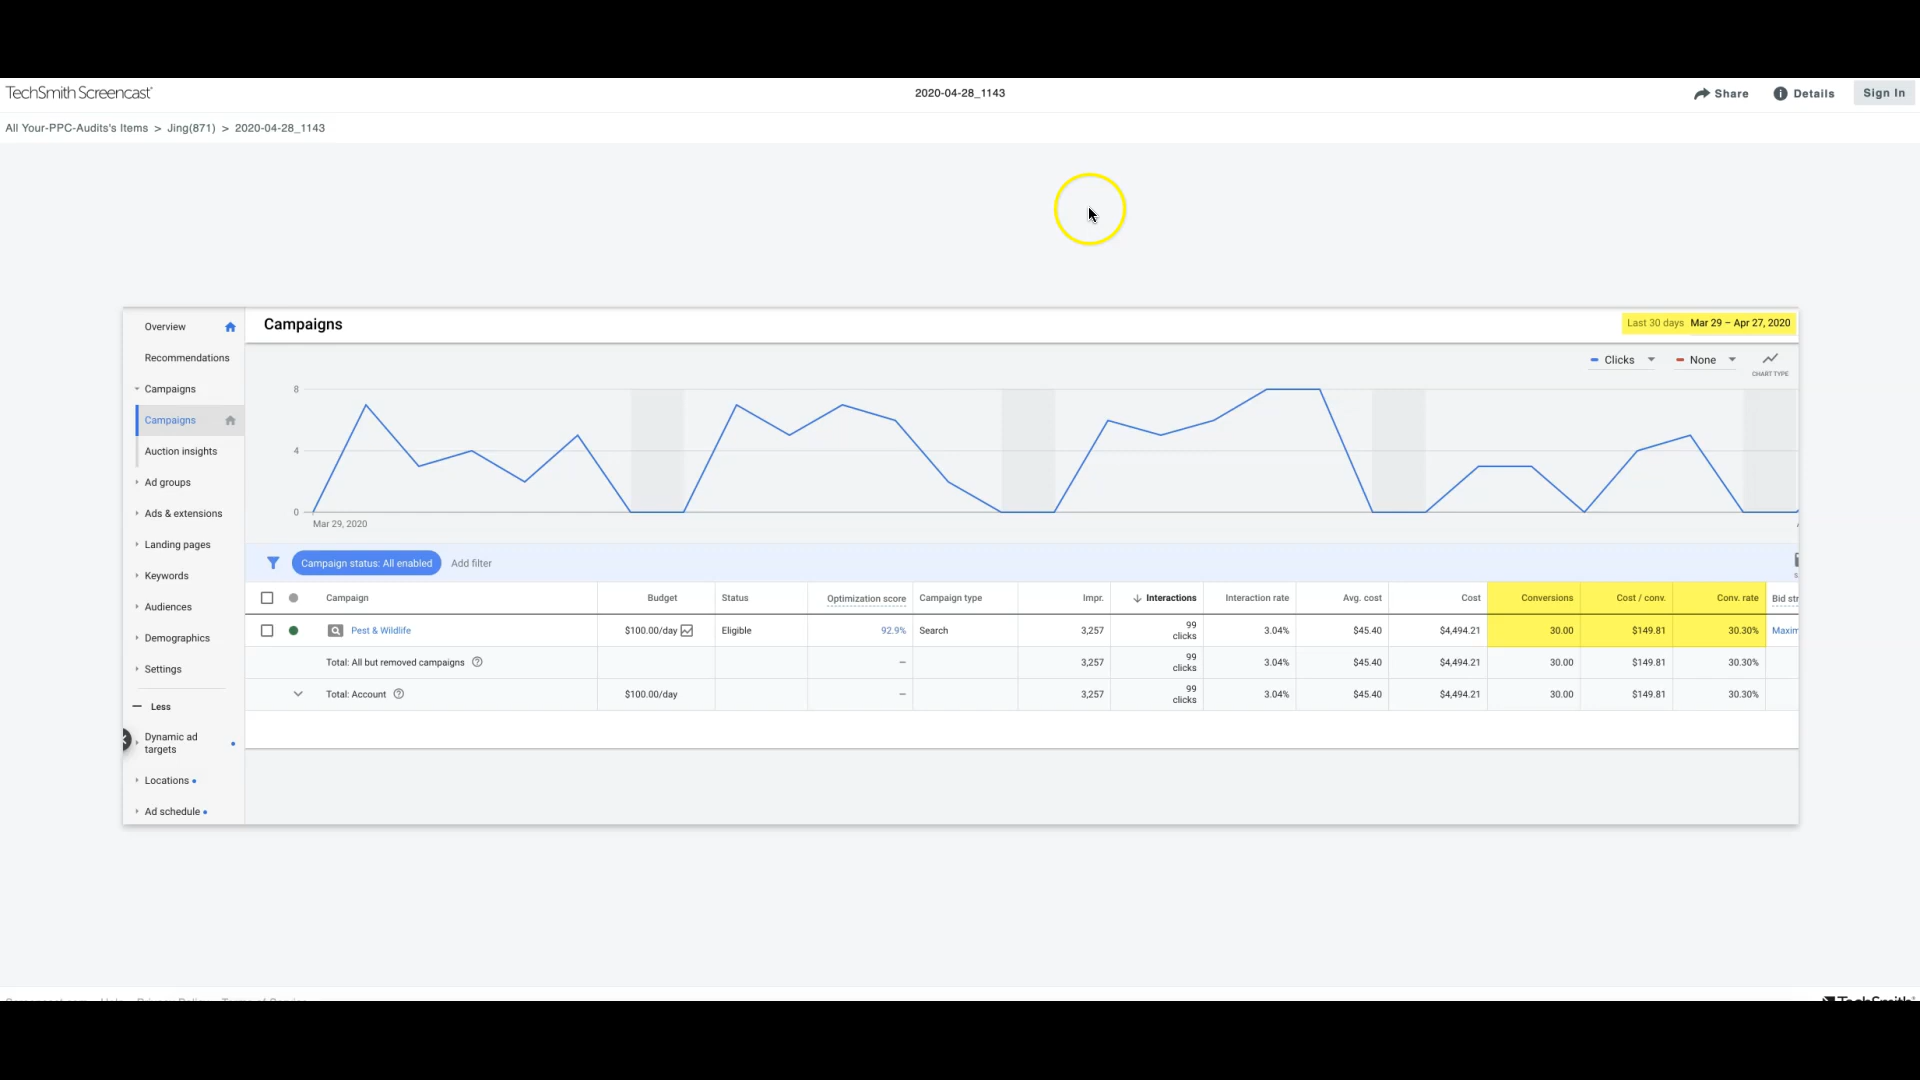 TechSmith Screencast
2020-04-28_1143
Share
Details
Sign In
All Your-PPC-Audits's Items > Jing(871) > 2020-04-28_1143
Overview
Recommendations
Campaigns
Campaigns
Auction insights
Ad groups
Ads & extensions
Landing pages
Keywords
Audiences
Demographics
Settings
Less
Dynamic ad
targets
Locations
Ad schedule
Campaigns
Last 30 days Mar 29 – Apr 27, 2020
Clicks
None
CHART TYPE
8
4
0
Mar 29, 2020
Campaign status: All enabled Add filter
Campaign Budget Status Optimization score Campaign type Impr. Interactions Interaction rate Avg. cost Cost Conversions Cost / conv. Conv. rate
Pest & Wildlife $100.00/day Eligible 92.9% Search 3,257 99 clicks 3.04% $45.40 $4,494.21 30.00 $149.81 30.30%
Total: All but removed campaigns – 3,257 99 clicks 3.04% $45.40 $4,494.21 30.00 $149.81 30.30%
Total: Account $100.00/day – 3,257 99 clicks 3.04% $45.40 $4,494.21 30.00 $149.81 30.30%